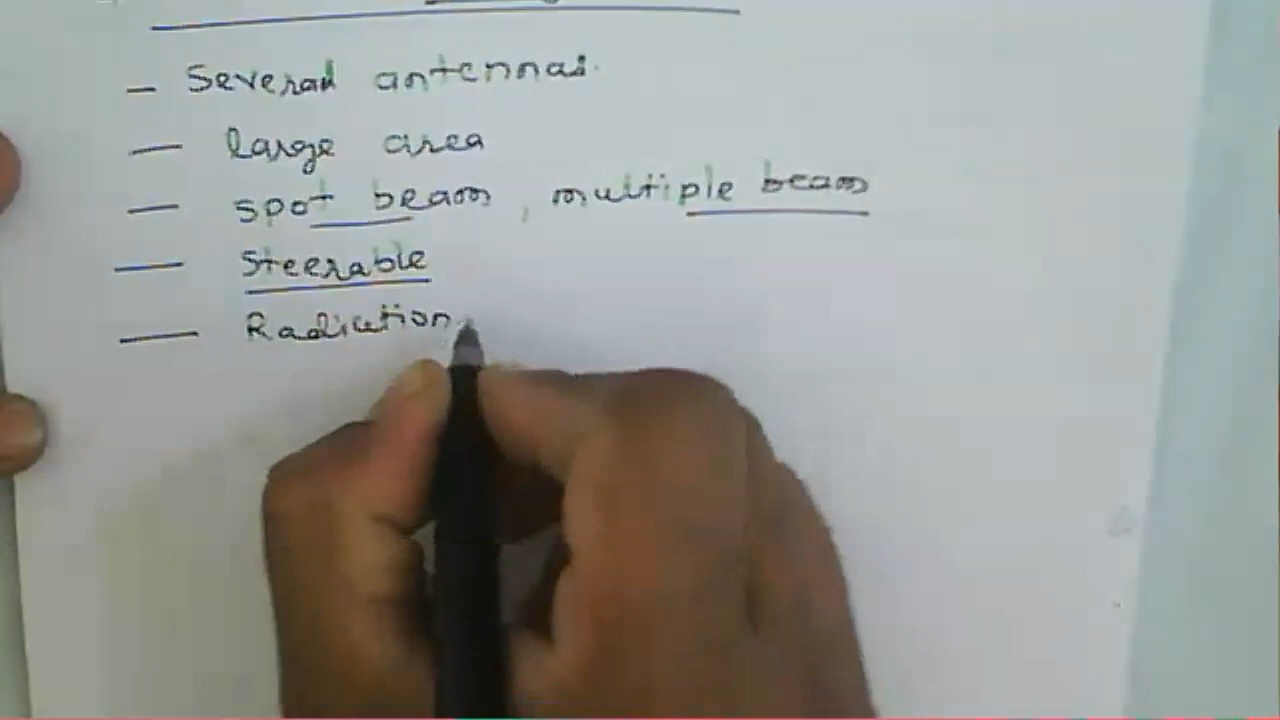 - Several antennas.
- large area
- spot beam, multiple beam
- Steerable
- Radiation